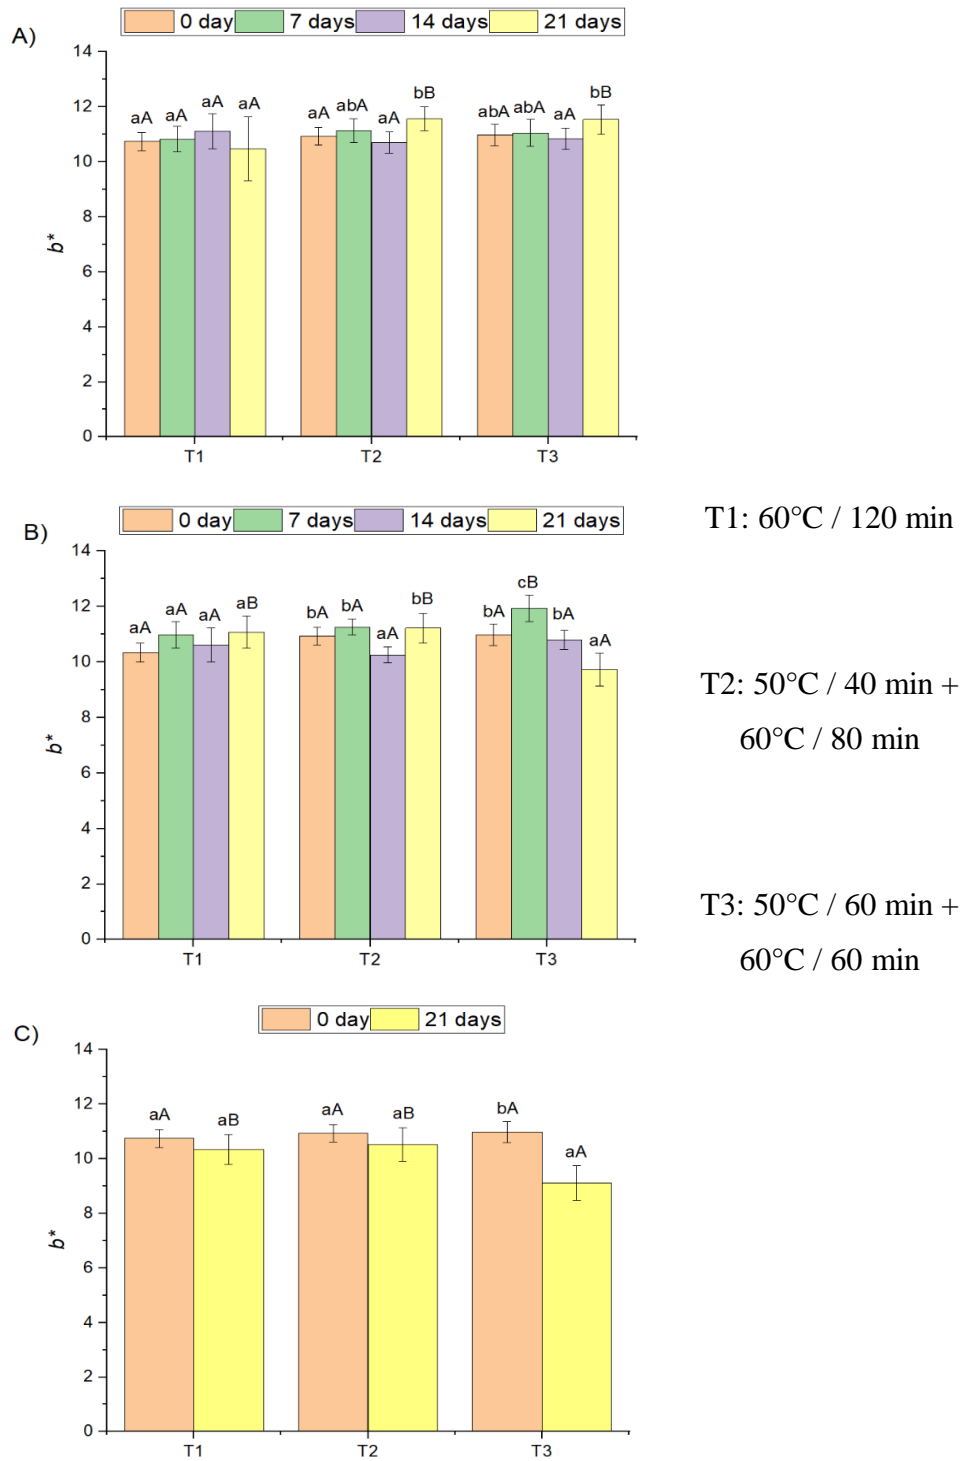 A)
0 day 7 days 14 days 21 days
14
12
10
8
6
4
2
0
b*
aA aA aA aA
aA abA aA bB
abA abA aA bB
T1 T2 T3
B)
0 day 7 days 14 days 21 days
14
12
10
8
6
4
2
0
b*
aA aA aA aB
bA bA aA bB
bA cB bA aA
T1 T2 T3
T1: 60°C / 120 min
T2: 50°C / 40 min +
60°C / 80 min
T3: 50°C / 60 min +
60°C / 60 min
C)
0 day 21 days
14
12
10
8
6
4
2
0
b*
aA aB
aA aB
bA aA
T1 T2 T3